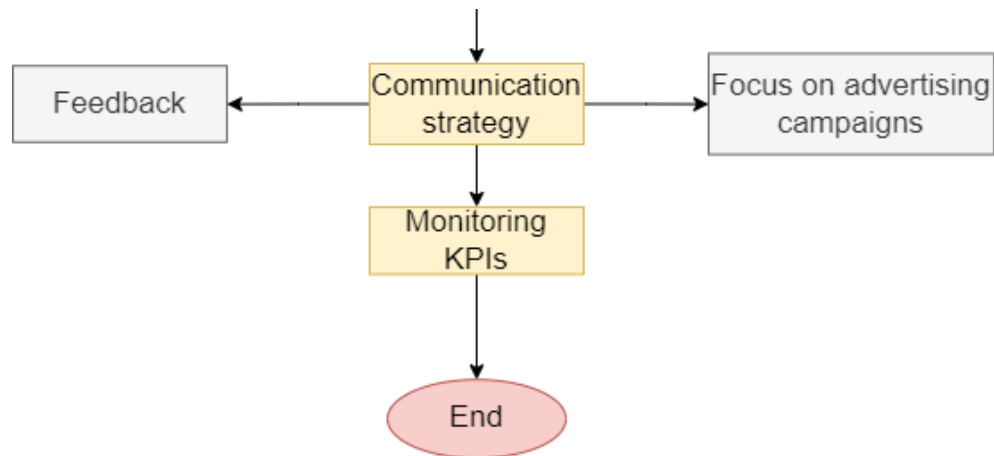 Feedback
Communication
strategy
Focus on advertising
campaigns
Monitoring
KPIs
End